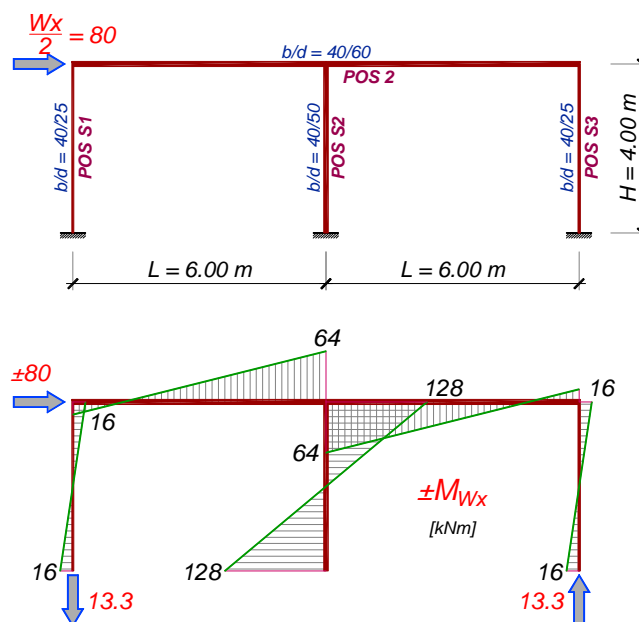 Wx/2 = 80
b/d = 40/60
POS 2
b/d = 40/25
POS S1
b/d = 40/50
POS S2
b/d = 40/25
POS S3
H = 4.00 m
L = 6.00 m
L = 6.00 m
64
±80
16
128
16
64
±MWx
[kNm]
16
128
16
13.3
13.3